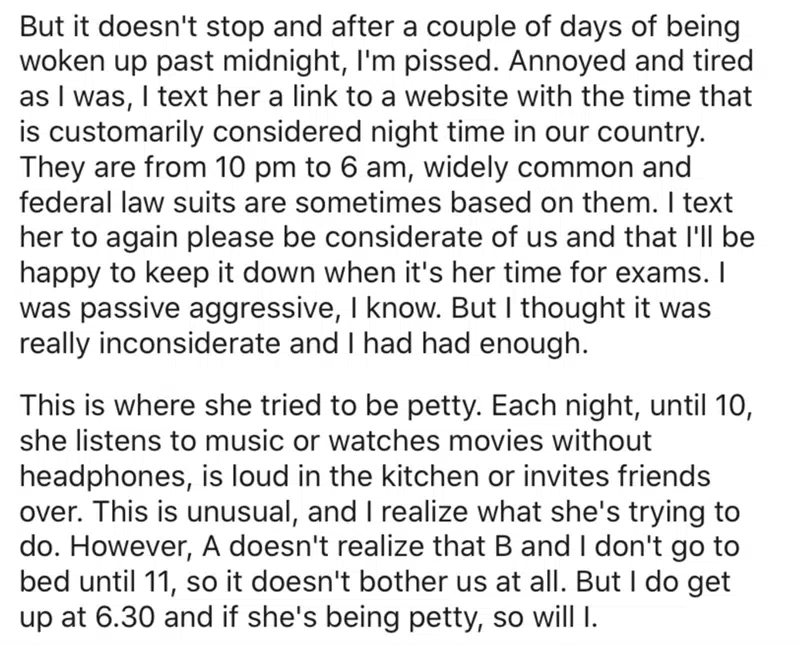 But it doesn't stop and after a couple of days of being
woken up past midnight, I'm pissed. Annoyed and tired
as I was, I text her a link to a website with the time that
is customarily considered night time in our country.
They are from 10 pm to 6 am, widely common and
federal law suits are sometimes based on them. I text
her to again please be considerate of us and that I'll be
happy to keep it down when it's her time for exams. I
was passive aggressive, I know. But I thought it was
really inconsiderate and I had had enough.
This is where she tried to be petty. Each night, until 10,
she listens to music or watches movies without
headphones, is loud in the kitchen or invites friends
over. This is unusual, and I realize what she's trying to
do. However, A doesn't realize that B and I don't go to
bed until 11, so it doesn't bother us at all. But I do get
up at 6.30 and if she's being petty, so will I.